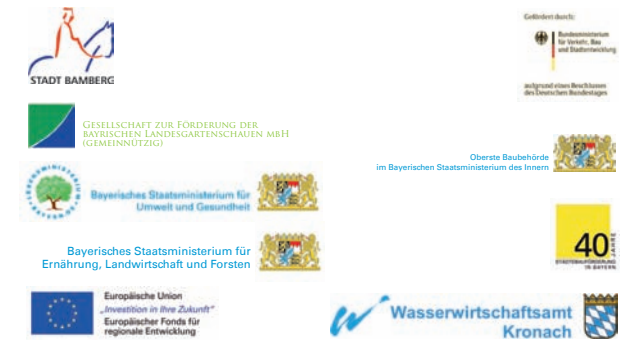 STADT BAMBERG
Gefördert durch:
Bundesministerium
für Verkehr, Bau
und Stadtentwicklung
aufgrund eines Beschlusses
des Deutschen Bundestages
GESELLSCHAFT ZUR FÖRDERUNG DER
BAYRISCHEN LANDESGARTENSCHAUEN MBH
(GEMEINNÜTZIG)
Oberste Baubehörde
im Bayerischen Staatsministerium des Innern
Bayerisches Staatsministerium für
Umwelt und Gesundheit
40 JAHRE
STÄDTEBAUFÖRDERUNG
IN BAYERN
Bayerisches Staatsministerium für
Ernährung, Landwirtschaft und Forsten
Europäische Union
„Investition in Ihre Zukunft“
Europäischer Fonds für
regionale Entwicklung
Wasserwirtschaftsamt
Kronach